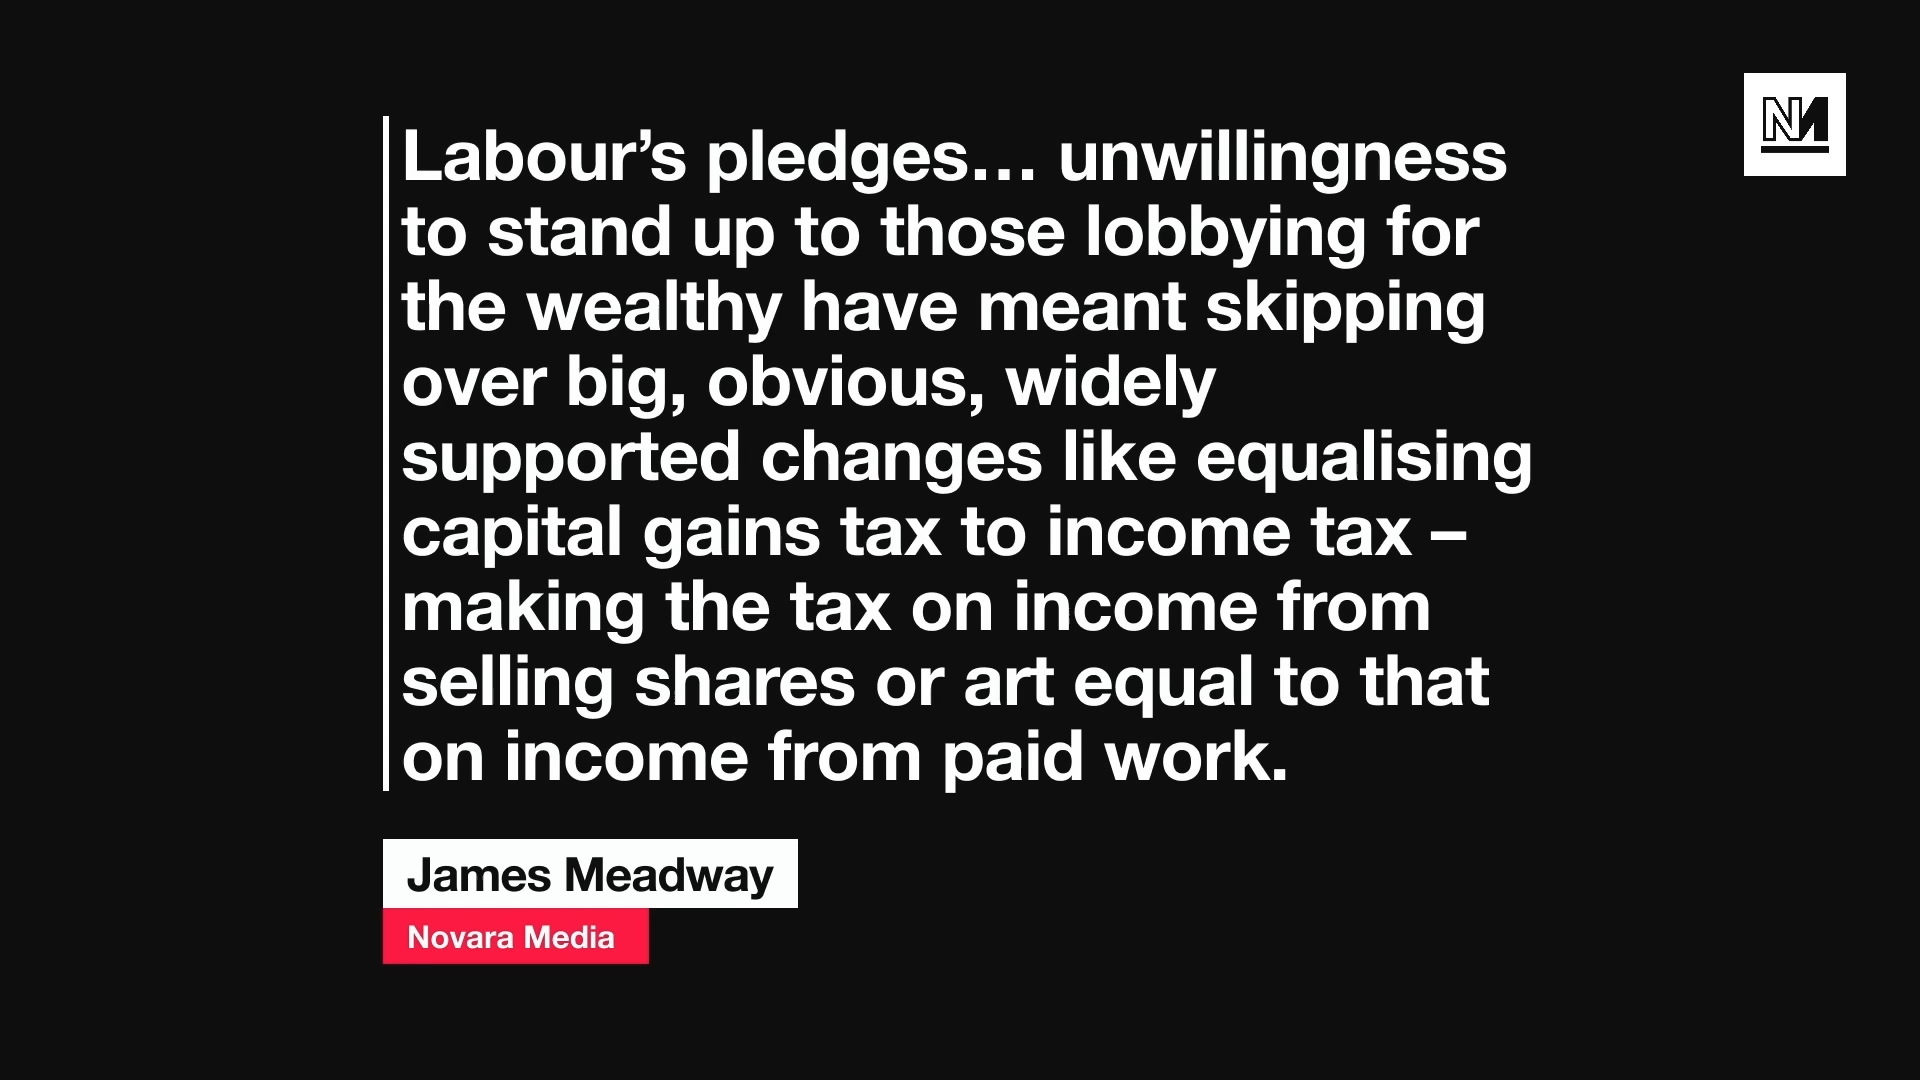 Labour’s pledges… unwillingness
to stand up to those lobbying for
the wealthy have meant skipping
over big, obvious, widely
supported changes like equalising
capital gains tax to income tax –
making the tax on income from
selling shares or art equal to that
on income from paid work.
James Meadway
Novara Media
NM